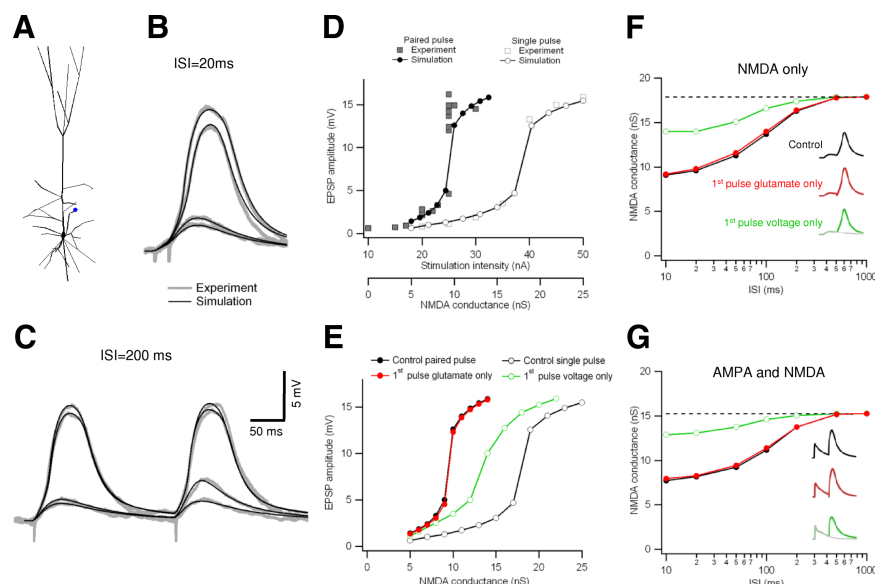 A
B
ISI=20ms
Experiment
Simulation
C
ISI=200 ms
5 mV
50 ms
D
Paired pulse
Experiment
Simulation
Single pulse
Experiment
Simulation
EPSP amplitude (mV)
15
10
5
0
10 20 30 40 50
Stimulation intensity (nA)
0 5 10 15 20 25
NMDA conductance (nS)
E
Control paired pulse
1st pulse glutamate only
Control single pulse
1st pulse voltage only
EPSP amplitude (mV)
15
10
5
0
0 5 10 15 20 25
NMDA conductance (nS)
F
NMDA only
NMDA conductance (nS)
20
15
10
5
0
Control
1st pulse glutamate only
1st pulse voltage only
10 2 3 4 5 6 7 100 2 3 4 5 6 7 1000
ISI (ms)
G
AMPA and NMDA
NMDA conductance (nS)
20
15
10
5
0
10 2 3 4 5 6 7 100 2 3 4 5 6 7 1000
ISI (ms)